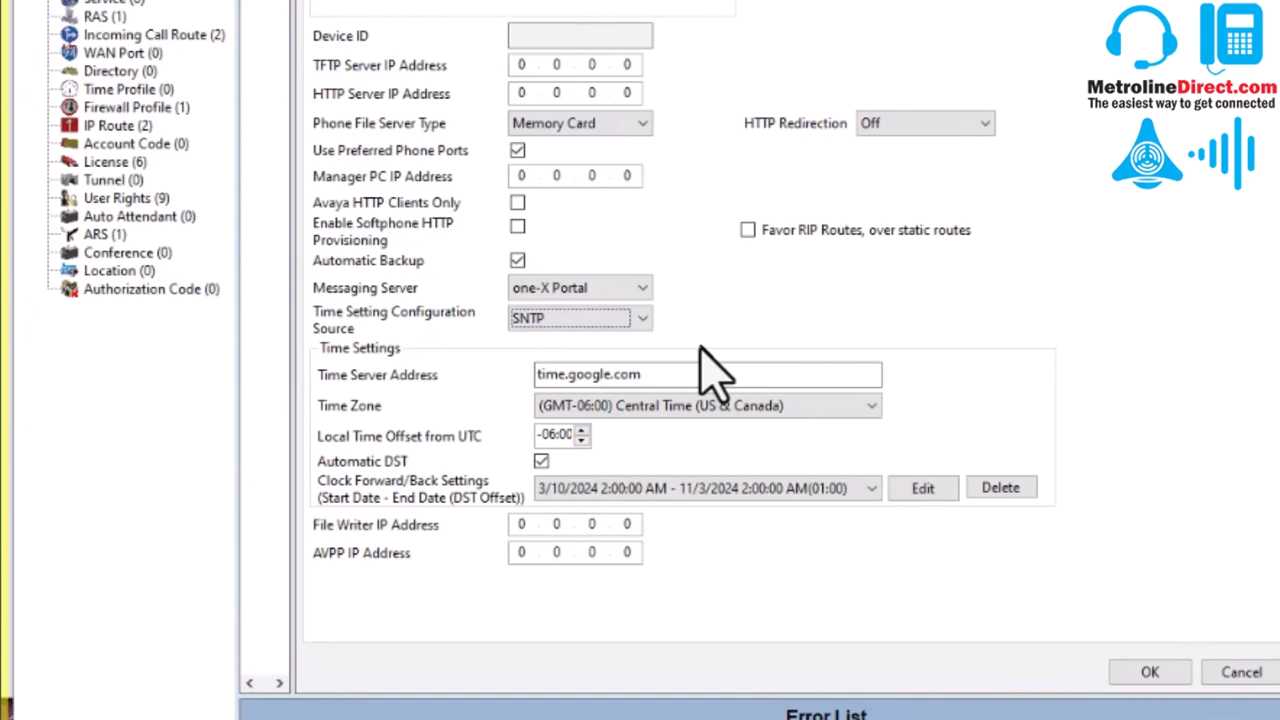 RAS (1)
Incoming Call Route (2)
WAN Port (0)
Directory (0)
Time Profile (0)
Firewall Profile (1)
IP Route (2)
Account Code (0)
License (6)
Tunnel (0)
User Rights (9)
Auto Attendant (0)
ARS (1)
Conference (0)
Location (0)
Authorization Code (0)
Device ID
TFTP Server IP Address 0 . 0 . 0 . 0
HTTP Server IP Address 0 . 0 . 0 . 0
Phone File Server Type Memory Card HTTP Redirection Off
Use Preferred Phone Ports
Manager PC IP Address 0 . 0 . 0 . 0
Avaya HTTP Clients Only
Enable Softphone HTTP
Provisioning
Favor RIP Routes, over static routes
Automatic Backup
Messaging Server one-X Portal
Time Setting Configuration
Source
SNTP
Time Settings
Time Server Address time.google.com
Time Zone (GMT-06:00) Central Time (US & Canada)
Local Time Offset from UTC -06:00
Automatic DST
Clock Forward/Back Settings
(Start Date - End Date (DST Offset))
3/10/2024 2:00:00 AM - 11/3/2024 2:00:00 AM(01:00) Edit Delete
File Writer IP Address 0 . 0 . 0 . 0
AVPP IP Address 0 . 0 . 0 . 0
OK Cancel
Error List
MetrolineDirect.com
The easiest way to get connected